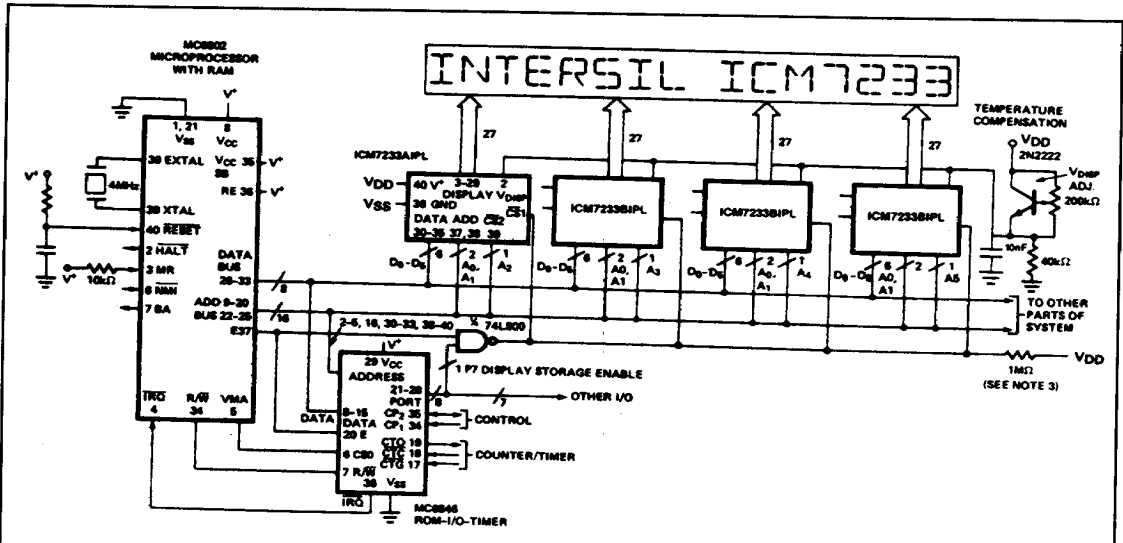 MC6802
MICROPROCESSOR
WITH RAM
INTERSIL ICM7233
TEMPERATURE
COMPENSATION
VDD
2N2222
VDISP
ADJ.
200kΩ
10nF
40kΩ
V+
1, 21
VSS
8
VCC
39 EXTAL
4MHz
38 XTAL
VCC 35
SB
V+
RE 36
V+
V+
40 RESET
2 HALT
10kΩ
3 MR
V+
6 NMI
7 BA
DATA
BUS
26-33
8
ADD 9-20
BUS 22-25
16
E37
IRQ
4
R/W
34
VMA
5
ICM7233AIPL
VDD
VSS
40 V+
3-29
2
DISPLAY VDISP
36 GND
DATA ADD CS2
CS1
30-35 37, 38 39
27
27
27
27
ICM7233BIPL
ICM7233BIPL
ICM7233BIPL
D0-D5
6
2
A0,
A1
1
A2
D0-D5
6
2
A0,
A1
1
A3
D0-D5
6
2
A0,
A1
1
A4
D0-D5
6
A0,
A1
2
1
A5
TO OTHER
PARTS OF
SYSTEM
2-5, 16, 30-33, 38-40
¼
74LS00
1 P7 DISPLAY STORAGE ENABLE
1MΩ
VDD
(SEE NOTE 3)
V+
29 VCC
ADDRESS
21-28
PORT
8
7
OTHER I/O
DATA
8-15
DATA
CP2 35
CP1 34
CONTROL
20 E
CTO 19
CTC 18
CTG 17
COUNTER/TIMER
6 CS0
7 R/W
36 VSS
IRQ
MC6846
ROM-I/O-TIMER